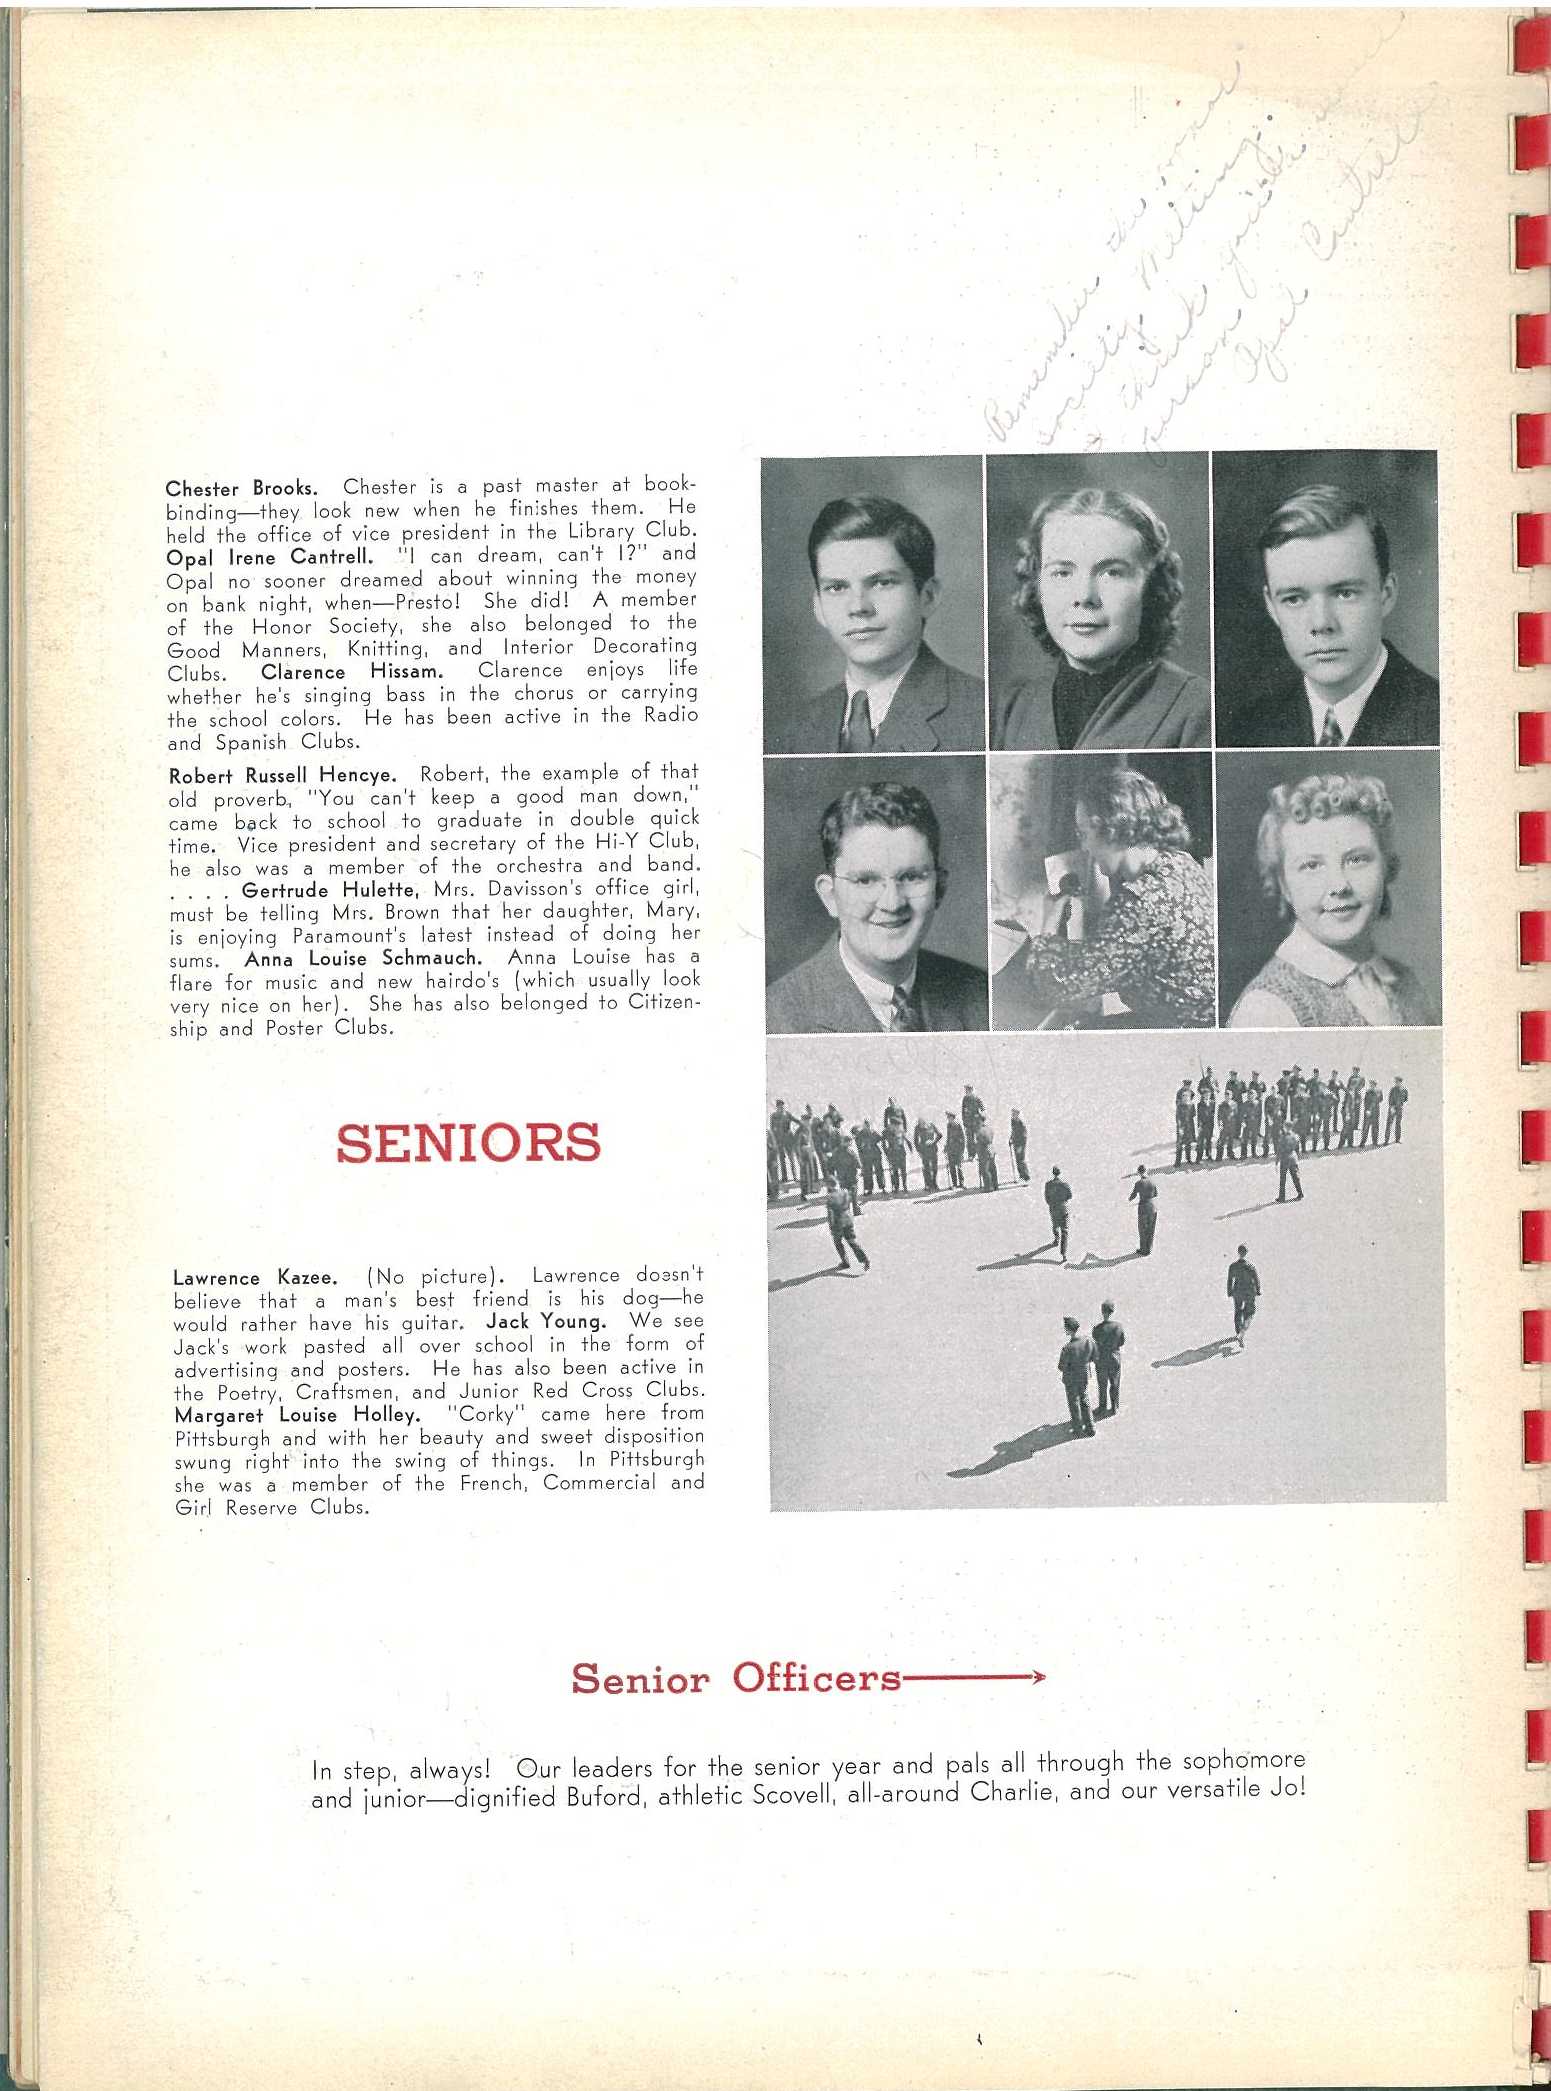 Remember the Honor
Society Meeting.
I think you're
person
Opal Cantrell
Chester Brooks. Chester is a past master at book-
binding—they look new when he finishes them. He
held the office of vice president in the Library Club.
Opal Irene Cantrell. "I can dream, can't I?" and
Opal no sooner dreamed about winning the money
on bank night, when—Presto! She did! A member
of the Honor Society, she also belonged to the
Good Manners, Knitting, and Interior Decorating
Clubs. Clarence Hissam. Clarence enjoys life
whether he's singing bass in the chorus or carrying
the school colors. He has been active in the Radio
and Spanish Clubs.
Robert Russell Hencye. Robert, the example of that
old proverb, "You can't keep a good man down,"
came back to school to graduate in double quick
time. Vice president and secretary of the Hi-Y Club,
he also was a member of the orchestra and band.
. . . . Gertrude Hulette, Mrs. Davisson's office girl,
must be telling Mrs. Brown that her daughter, Mary,
is enjoying Paramount's latest instead of doing her
sums. Anna Louise Schmauch. Anna Louise has a
flare for music and new hairdo's (which usually look
very nice on her). She has also belonged to Citizen-
ship and Poster Clubs.
SENIORS
Lawrence Kazee. (No picture). Lawrence doesn't
believe that a man's best friend is his dog—he
would rather have his guitar. Jack Young. We see
Jack's work pasted all over school in the form of
advertising and posters. He has also been active in
the Poetry, Craftsmen, and Junior Red Cross Clubs.
Margaret Louise Holley. "Corky" came here from
Pittsburgh and with her beauty and sweet disposition
swung right into the swing of things. In Pittsburgh
she was a member of the French, Commercial and
Girl Reserve Clubs.
Senior Officers
In step, always! Our leaders for the senior year and pals all through the sophomore
and junior—dignified Buford, athletic Scovell, all-around Charlie, and our versatile Jo!